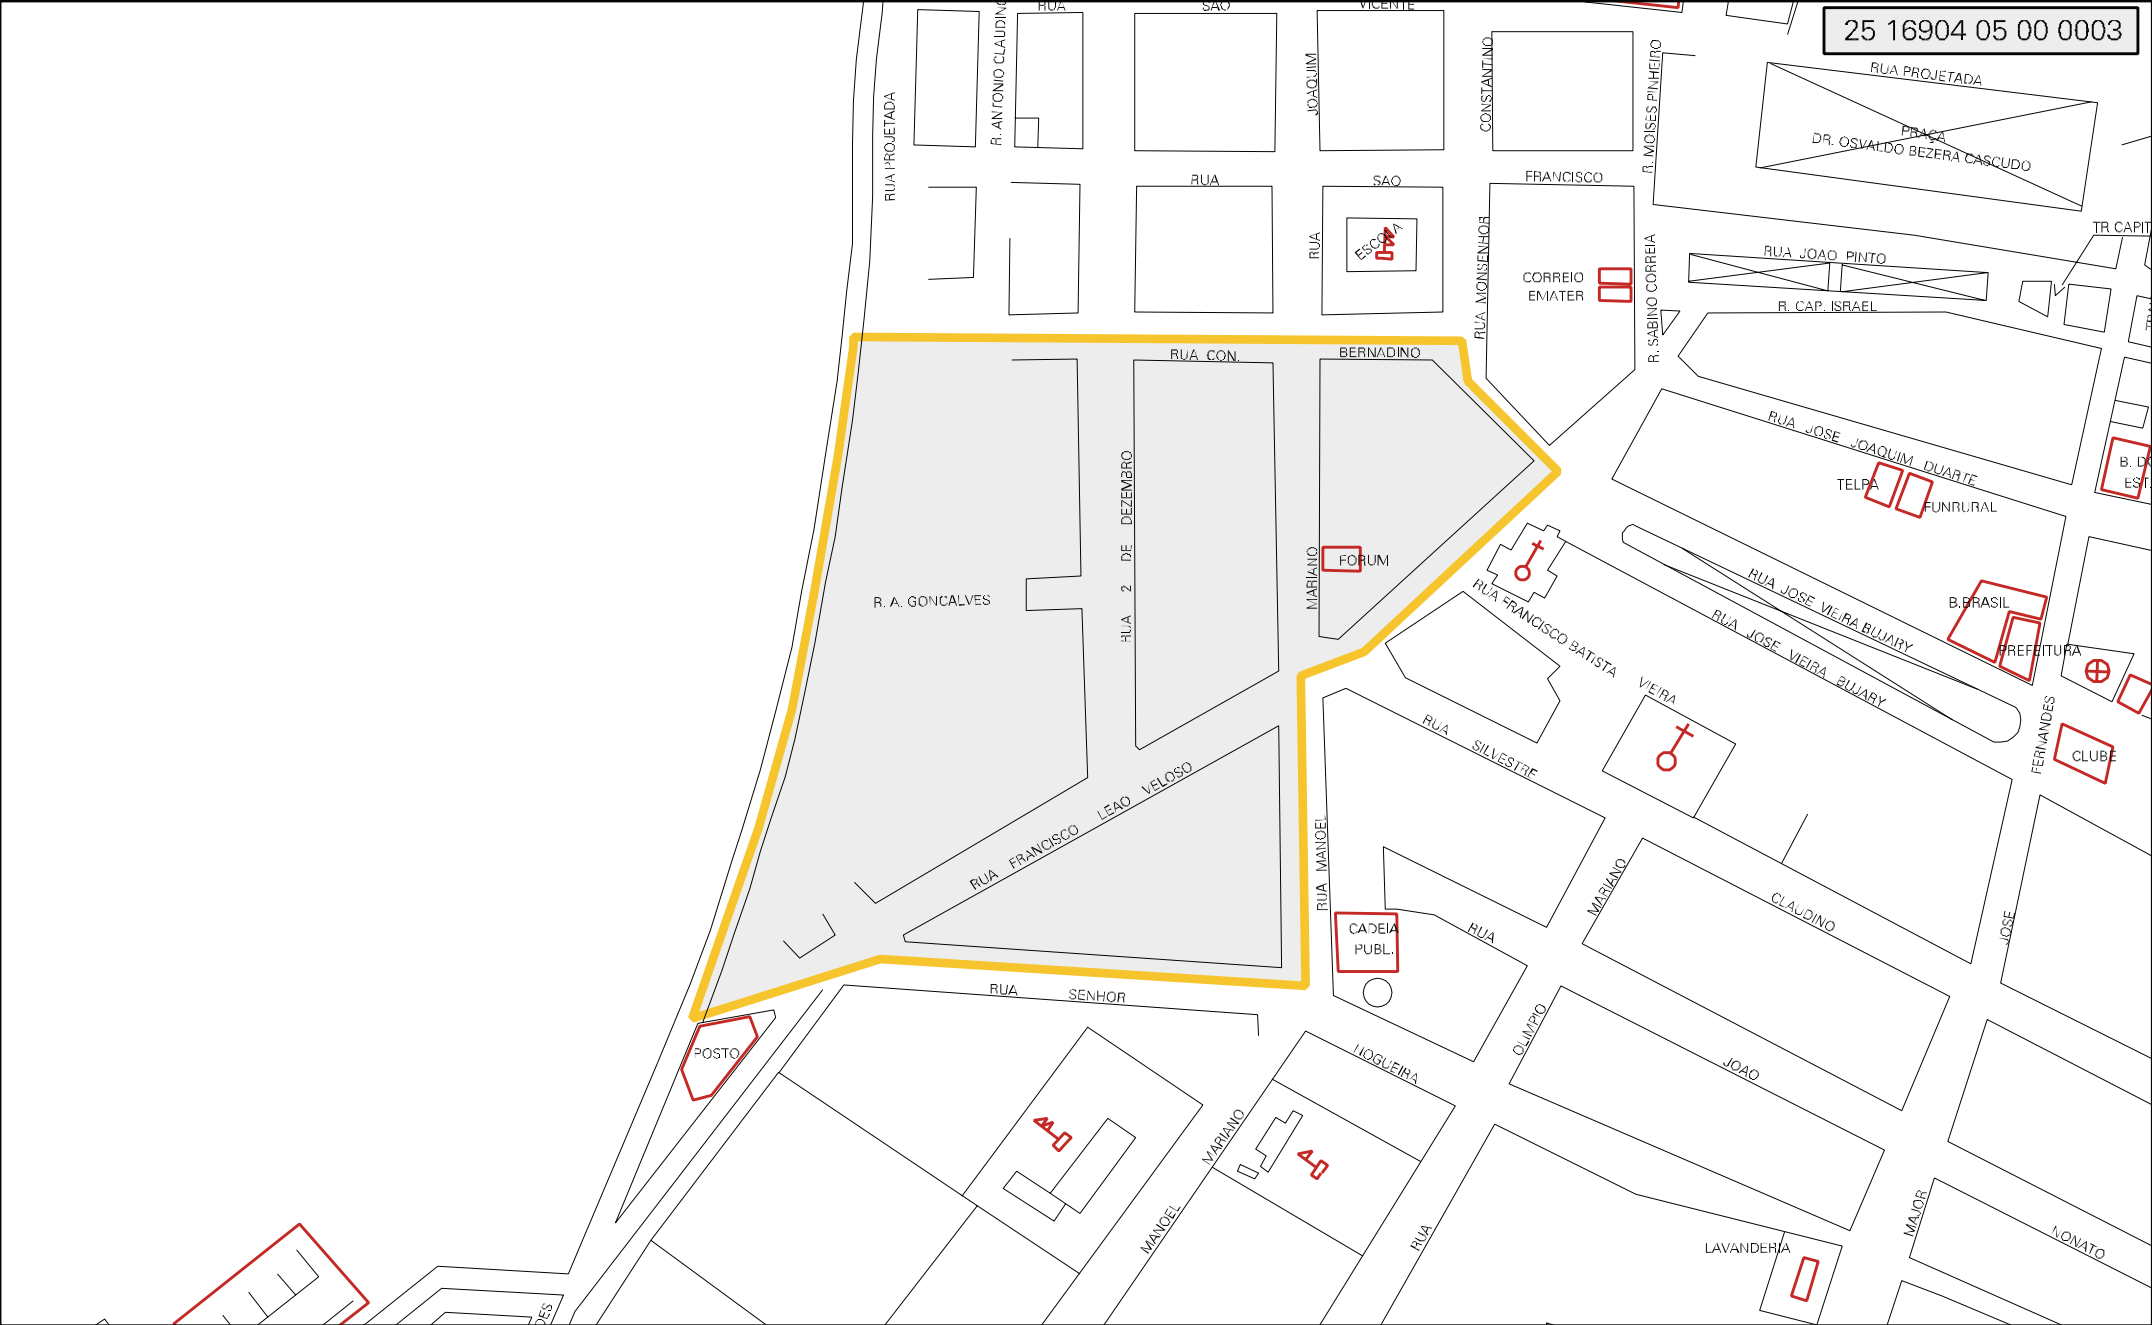 25 16904 05 00 0003
RUA
SAO
VICENTE
R. ANTONIO CLAUDINO
RUA PROJETADA
JOAQUIM
CONSTANTINO
R. MOISES PINHEIRO
RUA PROJETADA
PRAÇA
DR. OSVALDO BEZERA CASCUDO
RUA
SAO
FRANCISCO
RUA
ESCOLA
RUA MONSENHOR
CORREIO
EMATER
R. SABINO CORREIA
TR CAPIT
RUA JOAO PINTO
R. CAP. ISRAEL
RUA CON.
BERNADINO
RUA JOSE JOAQUIM DUARTE
TELPA
FUNRURAL
B. DO
EST.
RUA 2 DE DEZEMBRO
MARIANO
FORUM
R. A. GONCALVES
RUA FRANCISCO BATISTA VIEIRA
RUA JOSE VIEIRA BUJARY
RUA JOSE VIEIRA BUJARY
B.BRASIL
PREFEITURA
FERNANDES
CLUBE
RUA SILVESTRE
RUA FRANCISCO LEAO VELOSO
RUA MANOEL
MARIANO
CLAUDINO
JOSE
CADEIA
PUBL.
RUA
RUA SENHOR
OLIMPIO
POSTO
NOGUEIRA
JOAO
MARIANO
MANOEL
RUA
MAJOR
NONATO
LAVANDERIA
DES